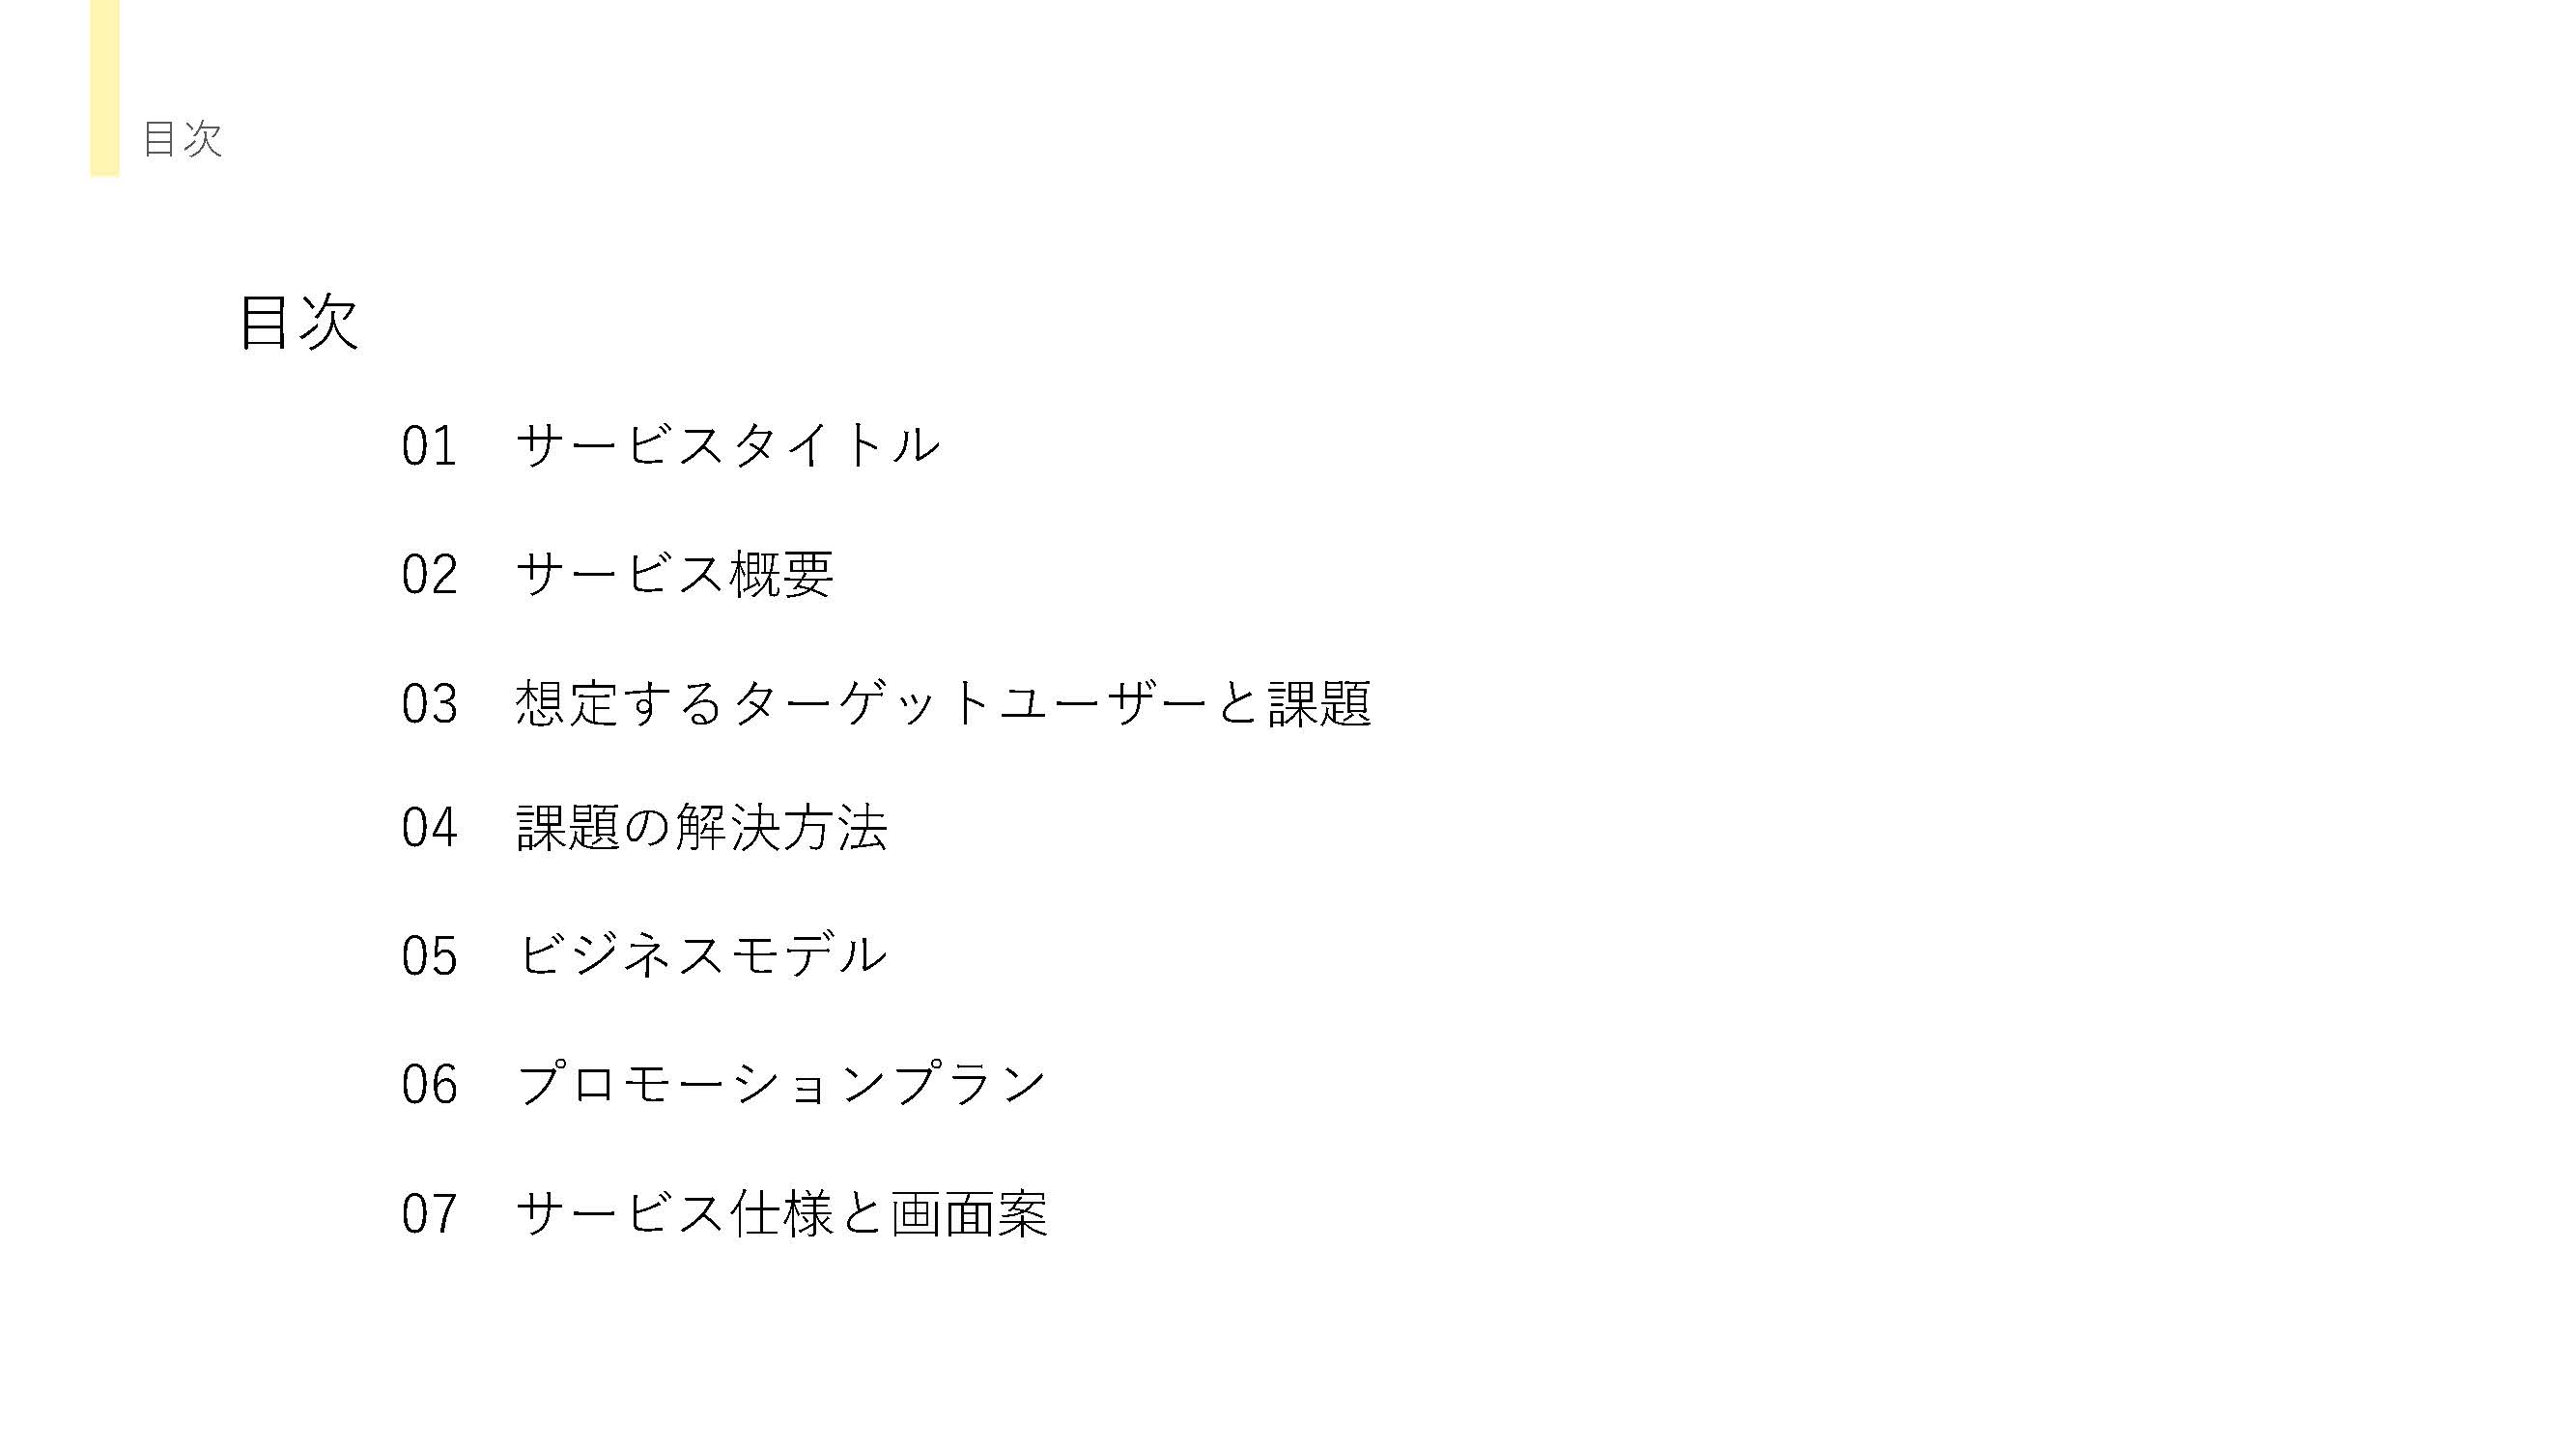 目次
目次
01　サービスタイトル
02　サービス概要
03　想定するターゲットユーザーと課題
04　課題の解決方法
05　ビジネスモデル
06　プロモーションプラン
07　サービス仕様と画面案